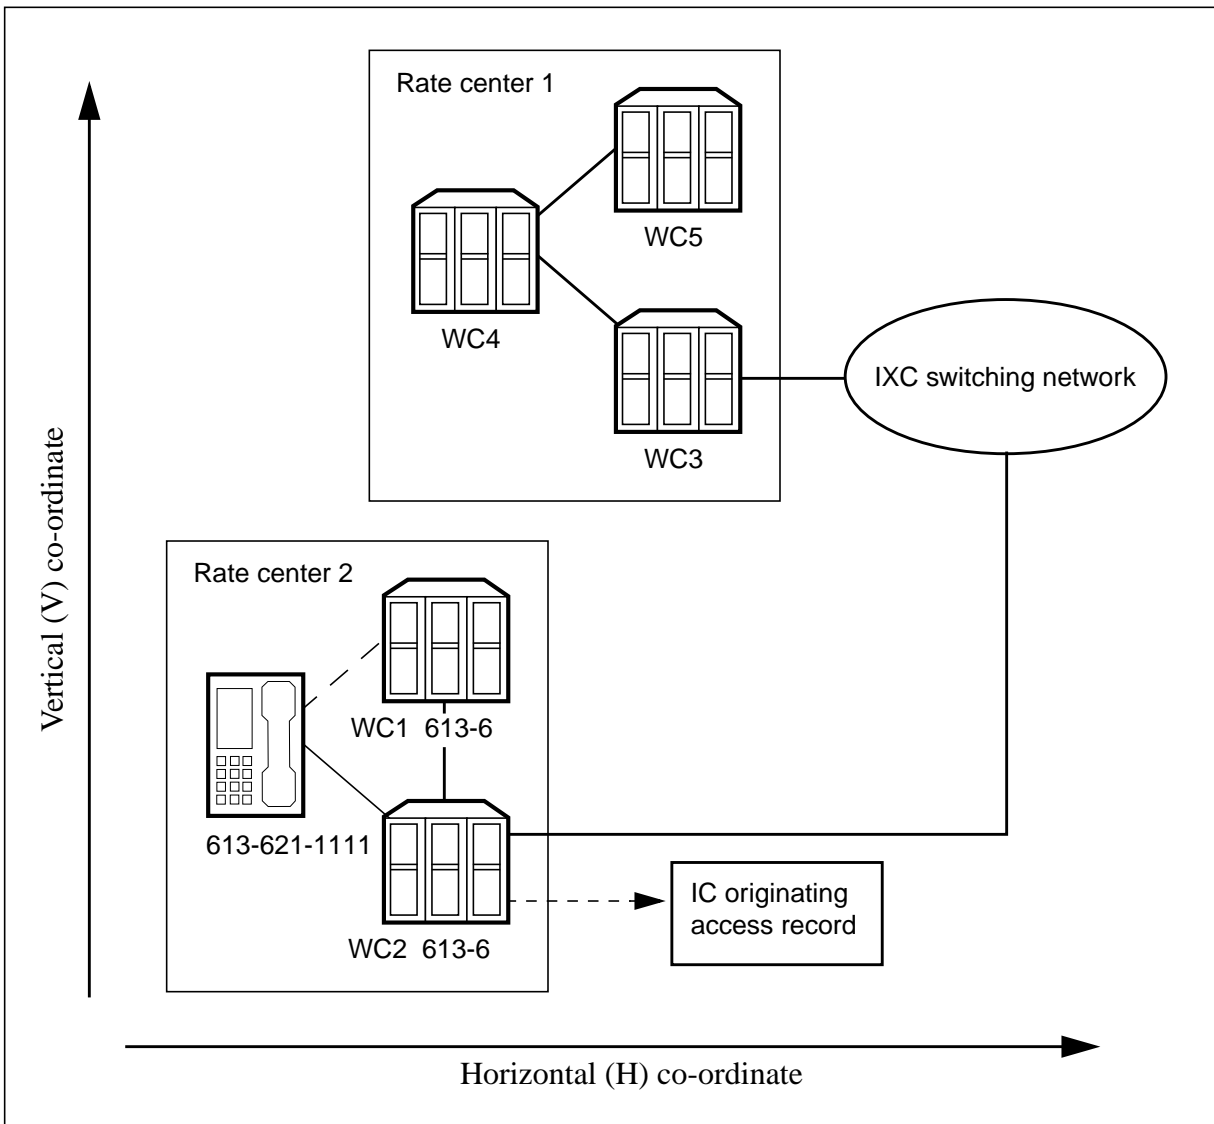 Rate center 1
WC5
WC4
IXC switching network
WC3
Vertical (V) co-ordinate
Rate center 2
WC1 613-6
613-621-1111
IC originating
access record
WC2 613-6
Horizontal (H) co-ordinate